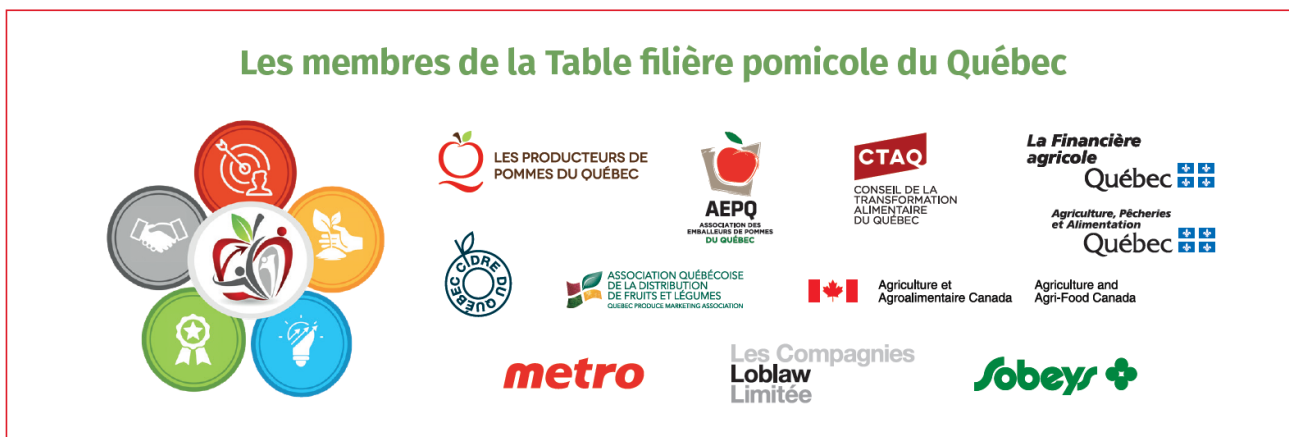 Les membres de la Table filière pomicole du Québec
LES PRODUCTEURS DE
POMMES DU QUÉBEC
AEPQ
ASSOCIATION DES
EMBALLEURS DE POMMES
DU QUÉBEC
CTAQ
CONSEIL DE LA
TRANSFORMATION
ALIMENTAIRE
DU QUÉBEC
La Financière
agricole
Québec
Agriculture, Pêcheries
et Alimentation
Québec
CIDRE DU QUÉBEC
ASSOCIATION QUÉBÉCOISE
DE LA DISTRIBUTION
DE FRUITS ET LÉGUMES
QUEBEC PRODUCE MARKETING ASSOCIATION
Agriculture et
Agroalimentaire Canada
Agriculture and
Agri-Food Canada
metro
Les Compagnies
Loblaw
Limitée
Sobeys